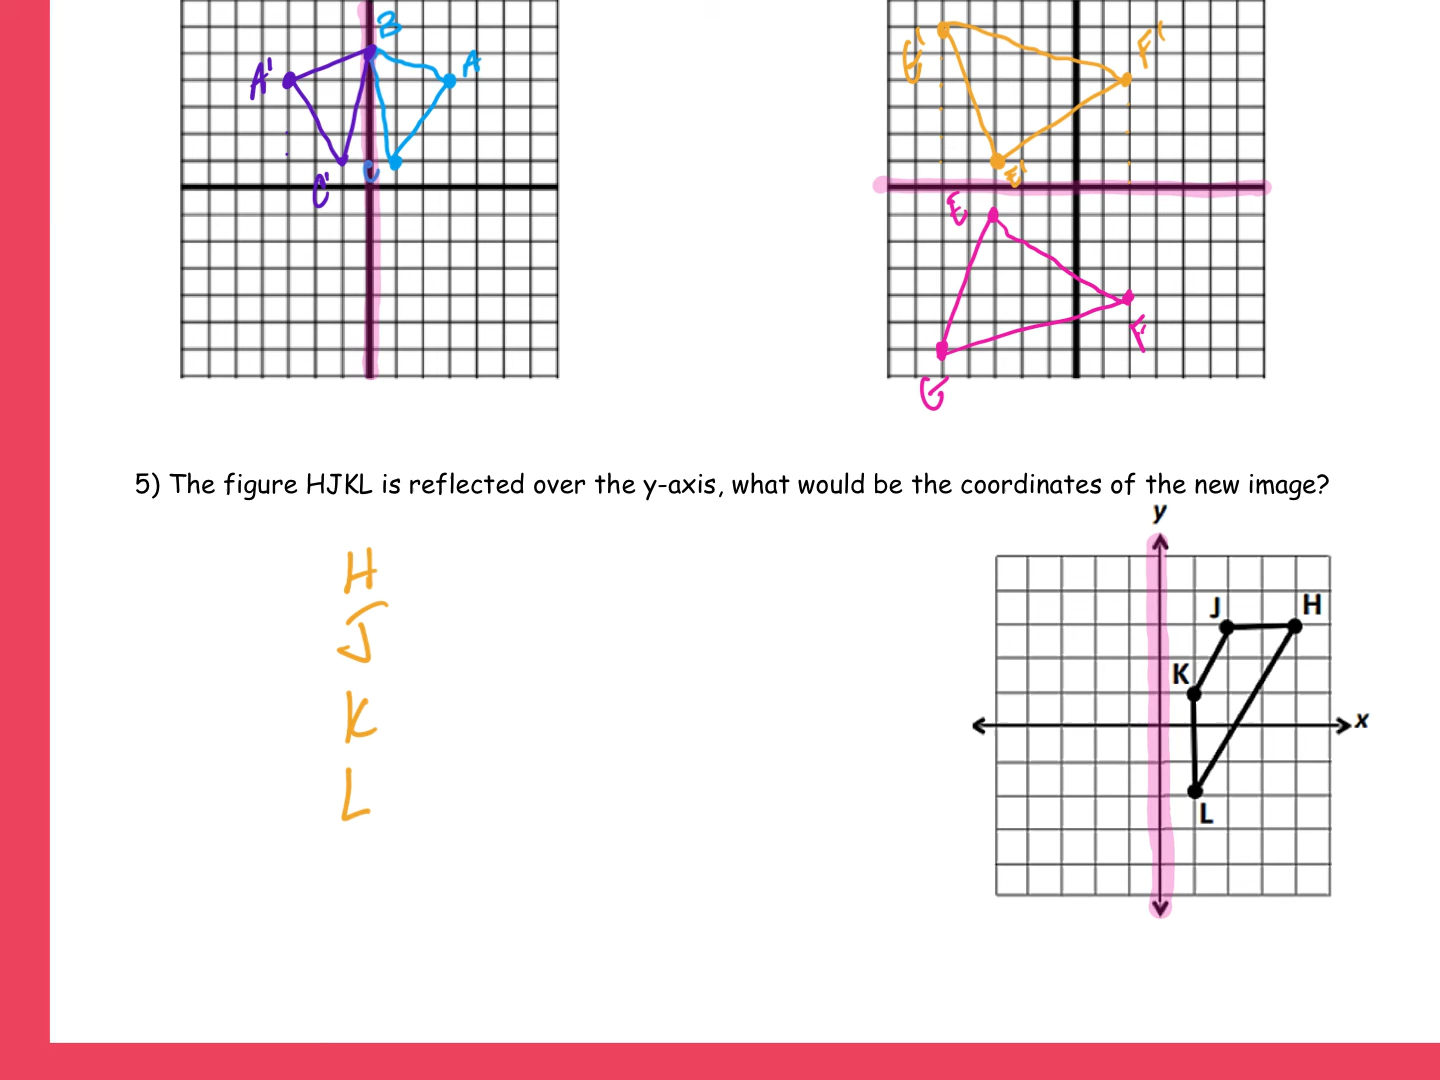 B
A
A'
C
C'
G'
F'
E'
E
F
G
5) The figure HJKL is reflected over the y-axis, what would be the coordinates of the new image?
y
H
J
J H
K
K
x
L
L